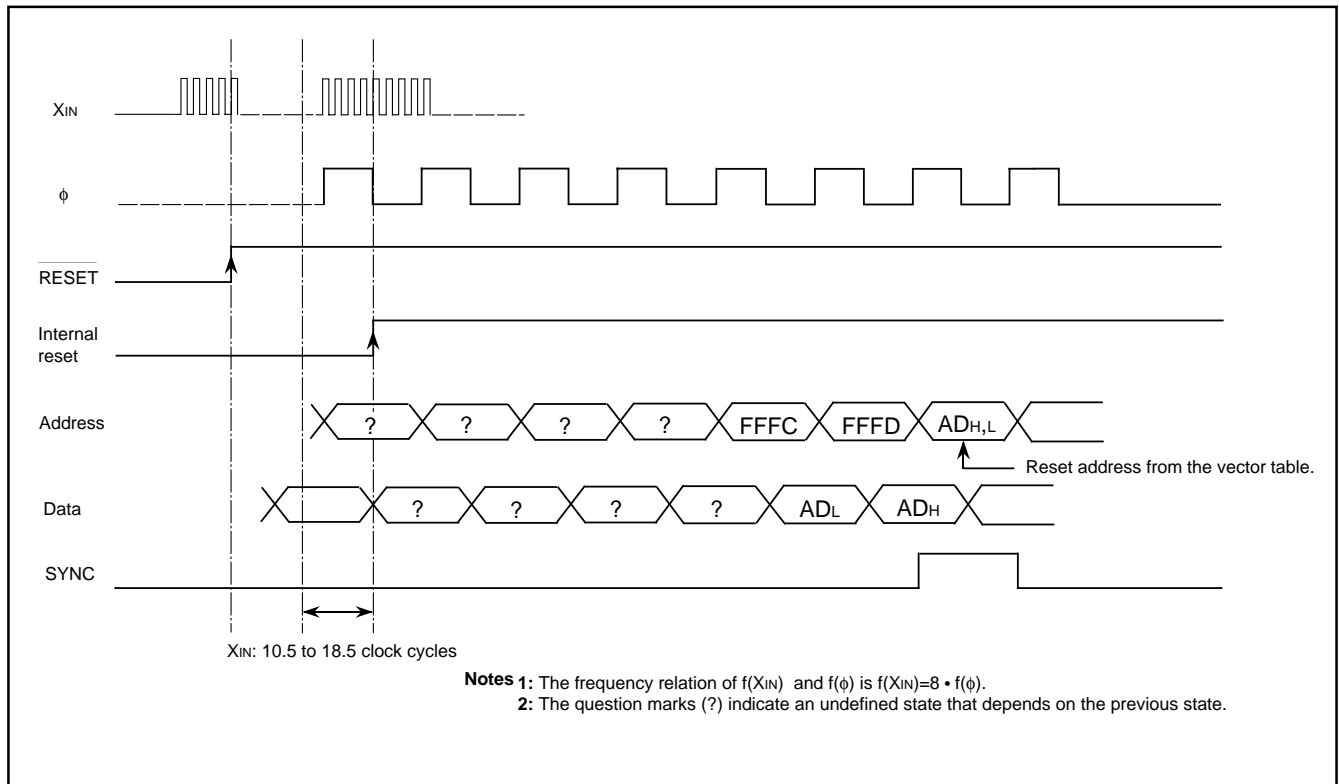 XIN
ϕ
RESET
Internal
reset
Address
? ? ? ? FFFC FFFD ADH,L
Reset address from the vector table.
Data
? ? ? ? ADL ADH
SYNC
XIN: 10.5 to 18.5 clock cycles
Notes 1: The frequency relation of f(XIN) and f(ϕ) is f(XIN)=8 • f(ϕ).
2: The question marks (?) indicate an undefined state that depends on the previous state.